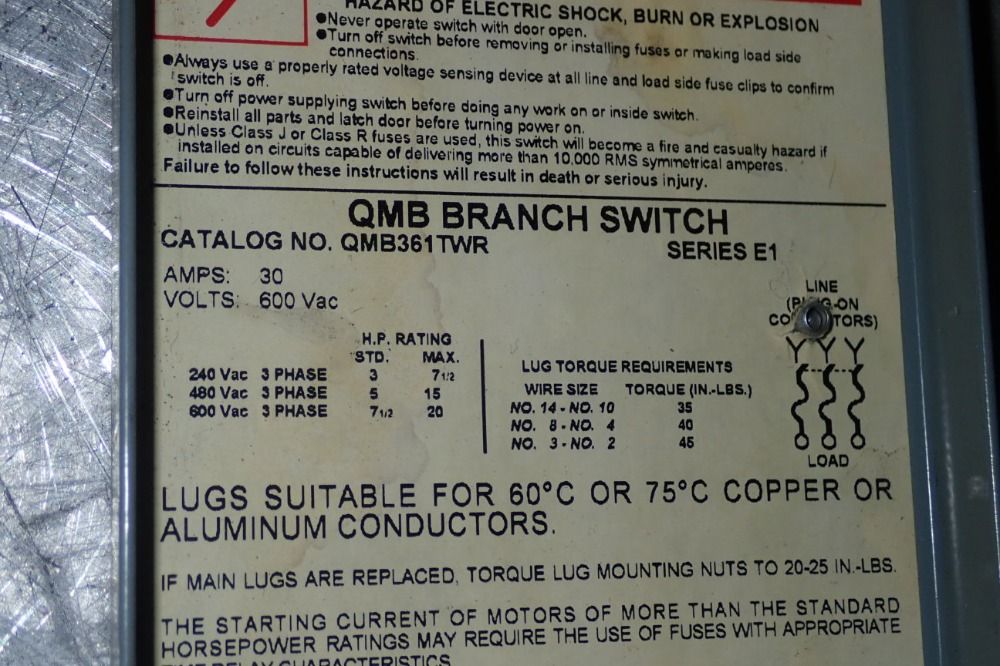 HAZARD OF ELECTRIC SHOCK, BURN OR EXPLOSION
●Never operate switch with door open.
●Turn off switch before removing or installing fuses or making load side
connections.
●Always use a properly rated voltage sensing device at all line and load side fuse clips to confirm
switch is off.
●Turn off power supplying switch before doing any work on or inside switch.
●Reinstall all parts and latch door before turning power on.
●Unless Class J or Class R fuses are used, this switch will become a fire and casualty hazard if
installed on circuits capable of delivering more than 10,000 RMS symmetrical amperes.
Failure to follow these instructions will result in death or serious injury.
QMB BRANCH SWITCH
CATALOG NO. QMB361TWR SERIES E1
AMPS: 30
VOLTS: 600 Vac
H.P. RATING
STD. MAX.
240 Vac 3 PHASE 3 7 1/2
480 Vac 3 PHASE 5 15
600 Vac 3 PHASE 7 1/2 20
LUG TORQUE REQUIREMENTS
WIRE SIZE TORQUE (IN.-LBS.)
NO. 14 - NO. 10 35
NO. 8 - NO. 4 40
NO. 3 - NO. 2 45
LINE
LOAD
LUGS SUITABLE FOR 60°C OR 75°C COPPER OR
ALUMINUM CONDUCTORS.
IF MAIN LUGS ARE REPLACED, TORQUE LUG MOUNTING NUTS TO 20-25 IN.-LBS.
THE STARTING CURRENT OF MOTORS OF MORE THAN THE STANDARD
HORSEPOWER RATINGS MAY REQUIRE THE USE OF FUSES WITH APPROPRIATE
TIME DELAY CHARACTERISTICS